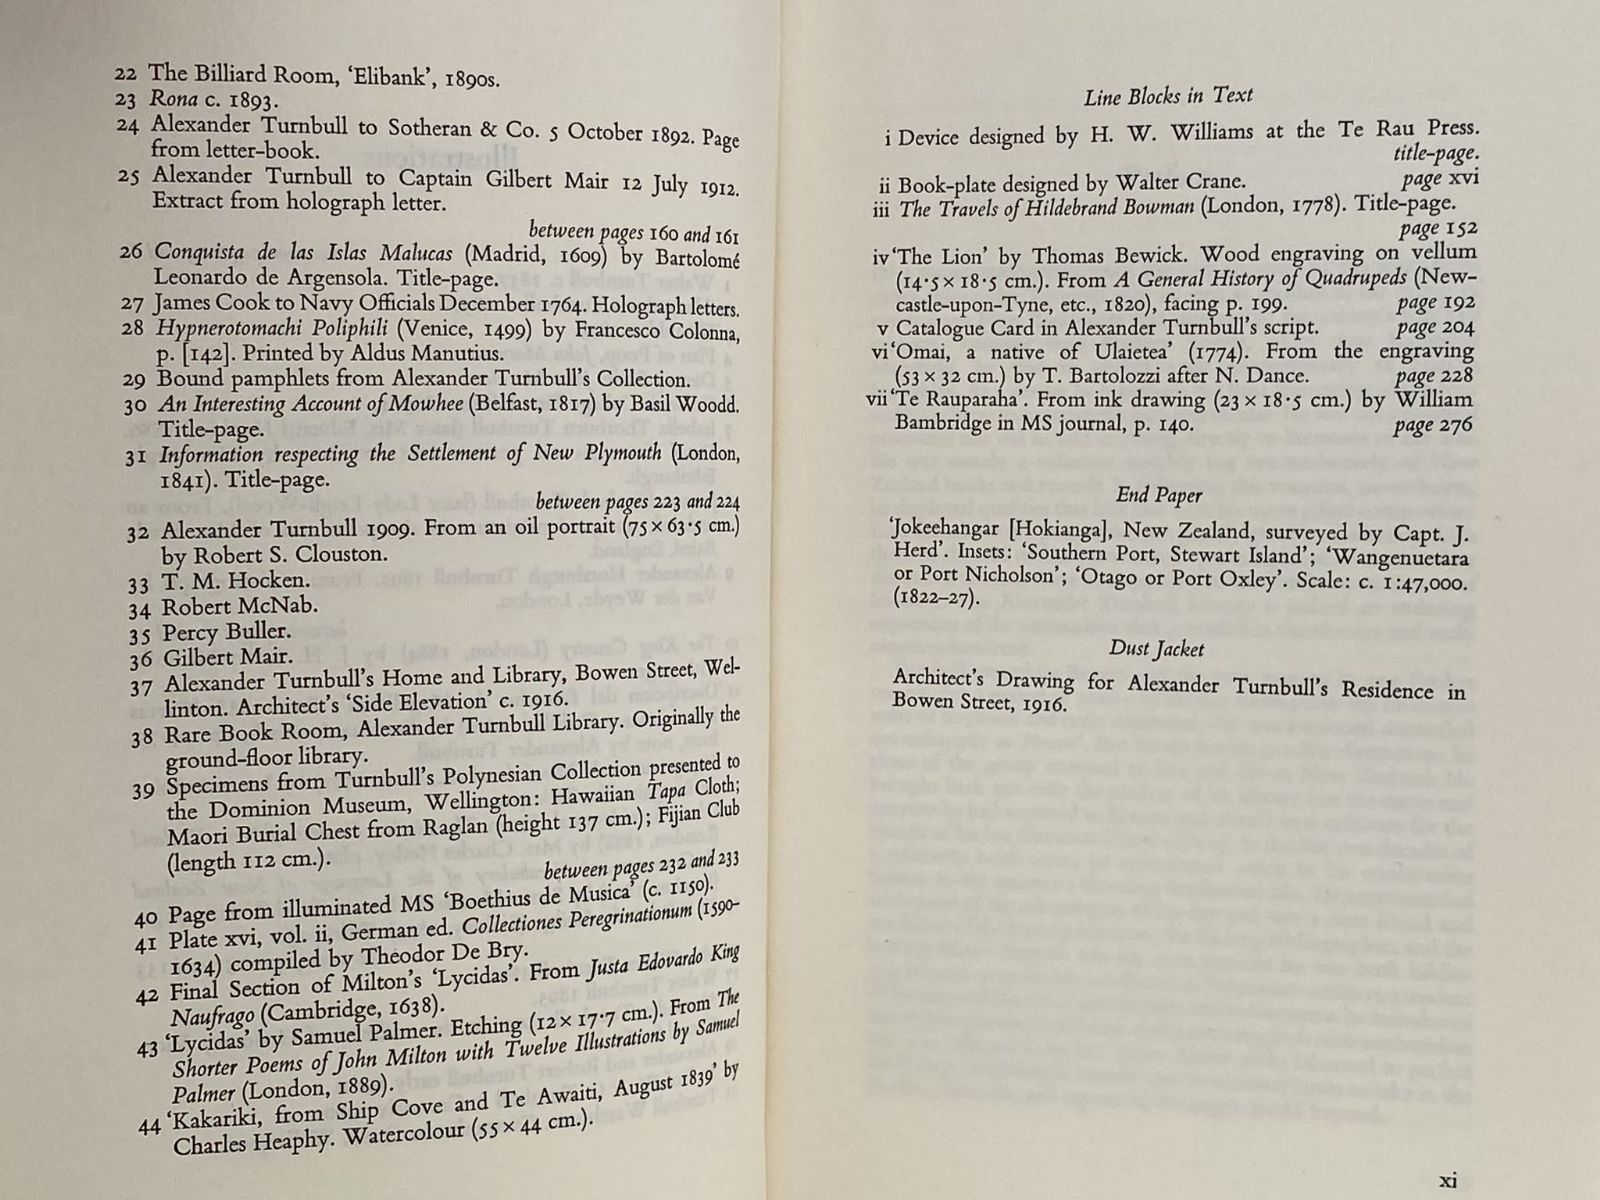 22 The Billiard Room, ‘Elibank’, 1890s.
23 Rona c. 1893.
24 Alexander Turnbull to Sotheran & Co. 5 October 1892. Page
from letter-book.
25 Alexander Turnbull to Captain Gilbert Mair 12 July 1912.
Extract from holograph letter.
between pages 160 and 161
26 Conquista de las Islas Malucas (Madrid, 1609) by Bartolomé
Leonardo de Argensola. Title-page.
27 James Cook to Navy Officials December 1764. Holograph letters.
28 Hypnerotomachi Poliphili (Venice, 1499) by Francesco Colonna,
p. [142]. Printed by Aldus Manutius.
29 Bound pamphlets from Alexander Turnbull’s Collection.
30 An Interesting Account of Mowhee (Belfast, 1817) by Basil Woodd.
Title-page.
31 Information respecting the Settlement of New Plymouth (London,
1841). Title-page.
between pages 223 and 224
32 Alexander Turnbull 1909. From an oil portrait (75 × 63·5 cm.)
by Robert S. Clouston.
33 T. M. Hocken.
34 Robert McNab.
35 Percy Buller.
36 Gilbert Mair.
37 Alexander Turnbull’s Home and Library, Bowen Street, Wel-
linton. Architect’s ‘Side Elevation’ c. 1916.
38 Rare Book Room, Alexander Turnbull Library. Originally the
ground-floor library.
39 Specimens from Turnbull’s Polynesian Collection presented to
the Dominion Museum, Wellington: Hawaiian Tapa Cloth;
Maori Burial Chest from Raglan (height 137 cm.); Fijian Club
(length 112 cm.).
between pages 232 and 233
40 Page from illuminated MS ‘Boethius de Musica’ (c. 1150).
41 Plate xvi, vol. ii, German ed. Collectiones Peregrinationum (1590–
1634) compiled by Theodor De Bry.
42 Final Section of Milton’s ‘Lycidas’. From Justa Edovardo King
Naufrago (Cambridge, 1638).
43 ‘Lycidas’ by Samuel Palmer. Etching (12 × 17·7 cm.). From The
Shorter Poems of John Milton with Twelve Illustrations by Samuel
Palmer (London, 1889).
44 ‘Kakariki, from Ship Cove and Te Awaiti, August 1839’ by
Charles Heaphy. Watercolour (55 × 44 cm.).
Line Blocks in Text
i Device designed by H. W. Williams at the Te Rau Press.
title-page.
ii Book-plate designed by Walter Crane. page xvi
iii The Travels of Hildebrand Bowman (London, 1778). Title-page.
page 152
iv ‘The Lion’ by Thomas Bewick. Wood engraving on vellum
(14·5 × 18·5 cm.). From A General History of Quadrupeds (New-
castle-upon-Tyne, etc., 1820), facing p. 199. page 192
v Catalogue Card in Alexander Turnbull’s script. page 204
vi ‘Omai, a native of Ulaietea’ (1774). From the engraving
(53 × 32 cm.) by T. Bartolozzi after N. Dance. page 228
vii ‘Te Rauparaha’. From ink drawing (23 × 18·5 cm.) by William
Bambridge in MS journal, p. 140. page 276
End Paper
‘Jokeehangar [Hokianga], New Zealand, surveyed by Capt. J.
Herd’. Insets: ‘Southern Port, Stewart Island’; ‘Wangenuetara
or Port Nicholson’; ‘Otago or Port Oxley’. Scale: c. 1:47,000.
(1822–27).
Dust Jacket
Architect’s Drawing for Alexander Turnbull’s Residence in
Bowen Street, 1916.
xi